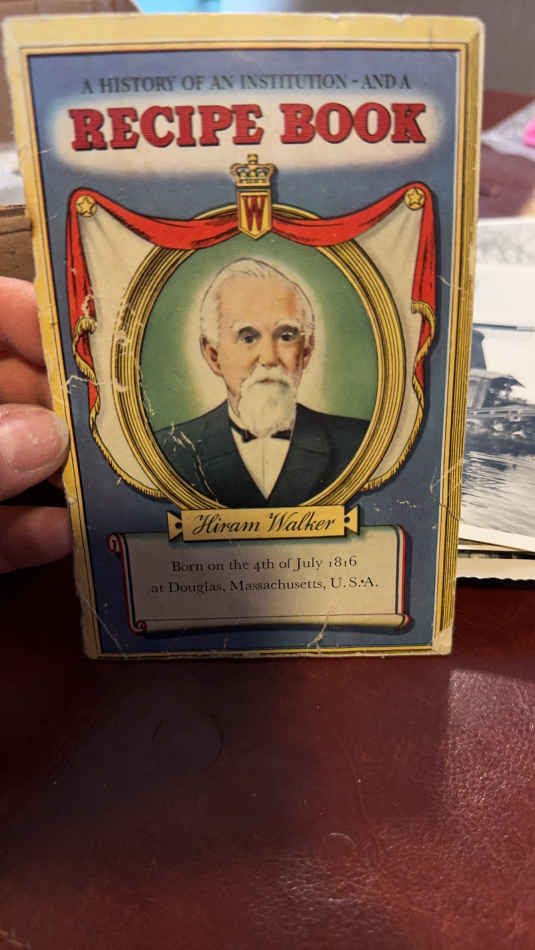 A HISTORY OF AN INSTITUTION - AND A
RECIPE BOOK
W
Hiram Walker
Born on the 4th of July 1816
at Douglas, Massachusetts, U.S.A.